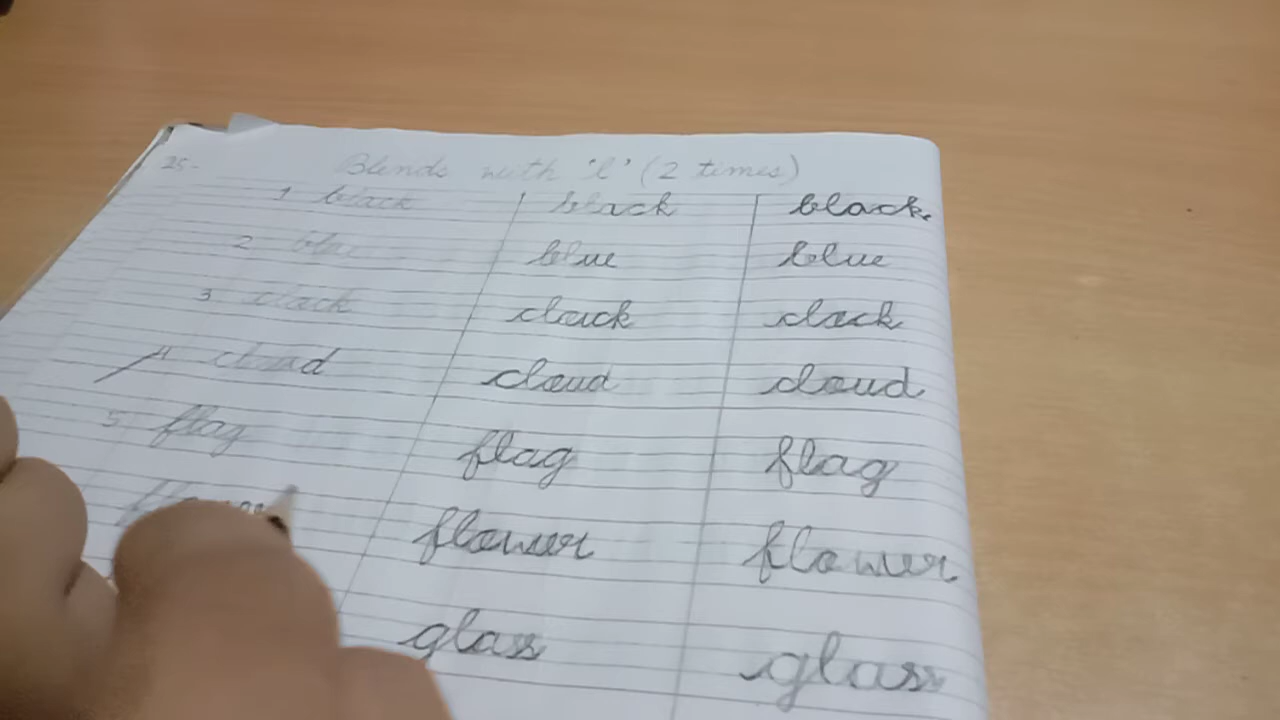 25- Blends with 'l' (2 times)
1 black black black
2 blue blue blue
3 clack clack
4 cloud cloud cloud
5 flag flag flag
flower flower
glass glass